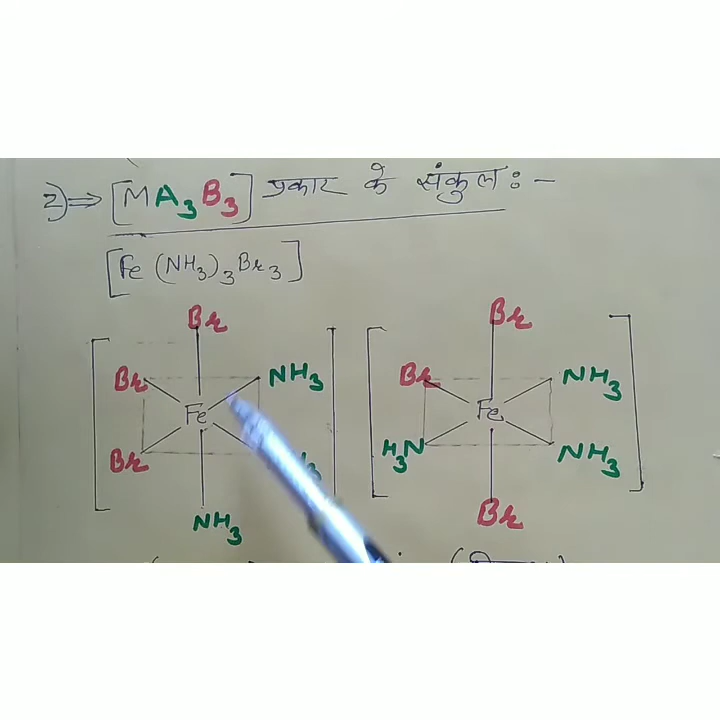 2) ⇒ [MA₃B₃] प्रकार के संकुल : -
[Fe (NH₃)₃Br₃]
Br Br
Br NH₃ Br NH₃
Fe Fe
Br H₃N NH₃
NH₃ Br